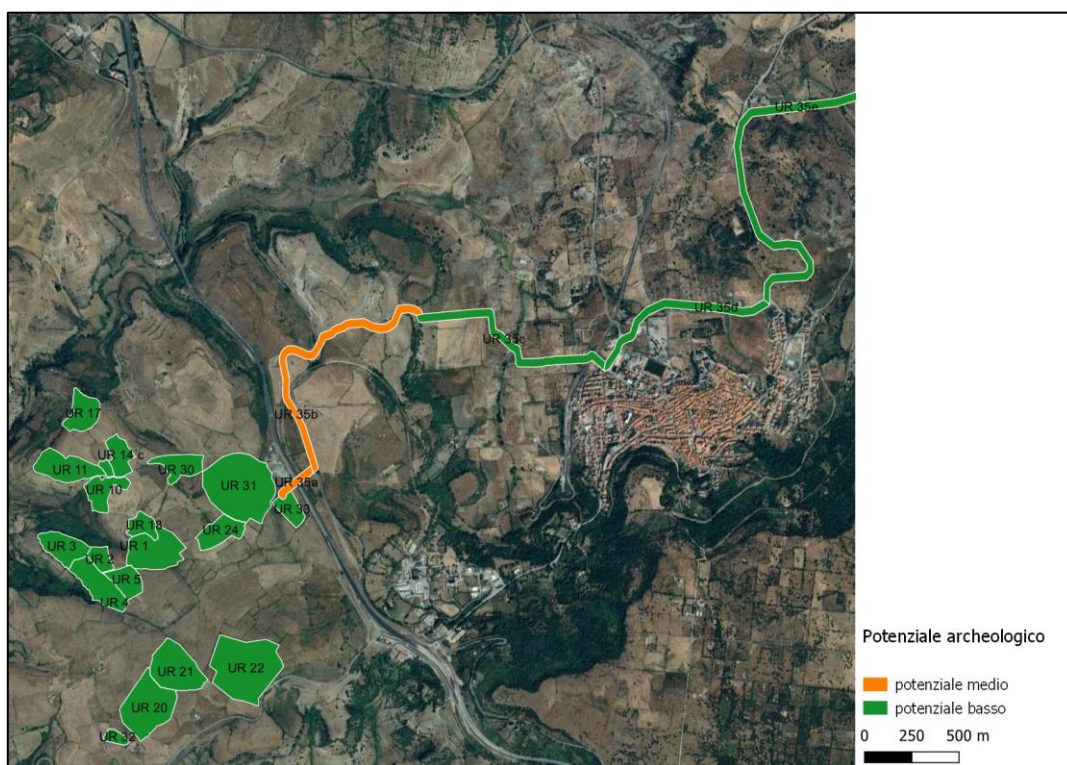 UR 35e
UR 35d
UR 35c
UR 35b
UR 35a
UR 17
UR 14 c
UR 11
UR 30
UR 10
UR 31
UR 33
UR 18
UR 24
UR 3
UR 1
UR 2
UR 5
UR 4
UR 21
UR 22
UR 20
UR 32
Potenziale archeologico
potenziale medio
potenziale basso
0 250 500 m